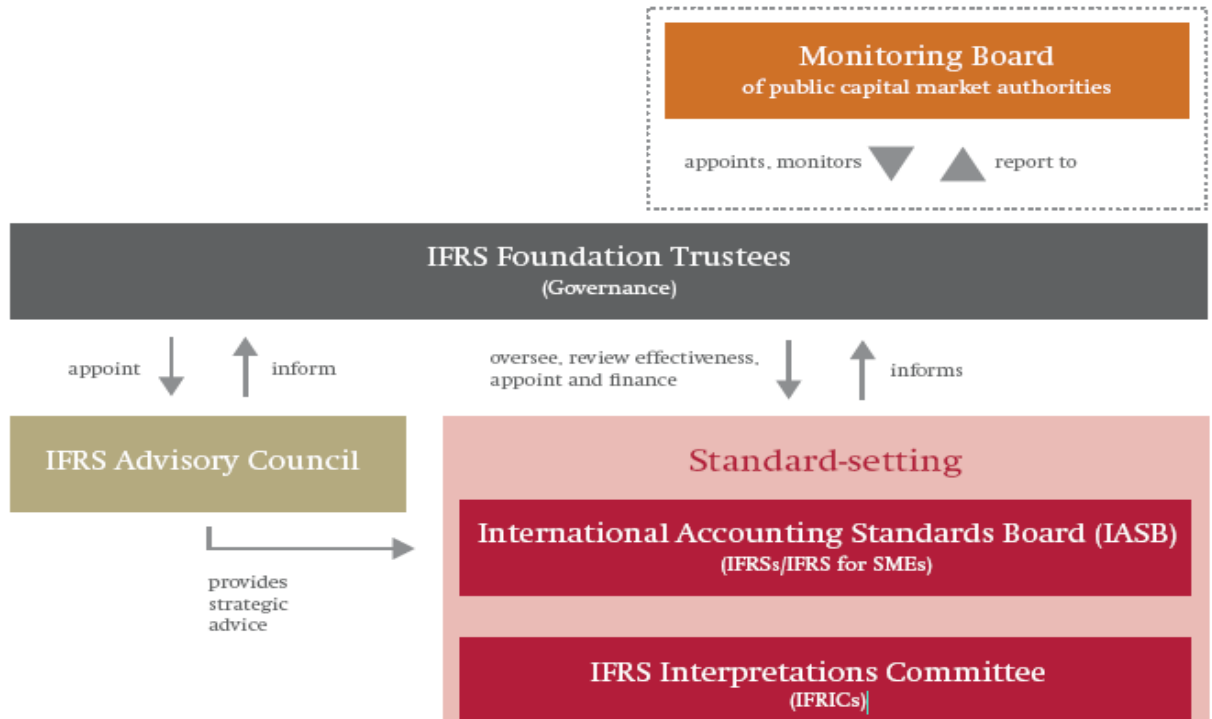 Monitoring Board
of public capital market authorities
appoints, monitors
report to
IFRS Foundation Trustees
(Governance)
appoint
inform
oversee, review effectiveness,
appoint and finance
informs
IFRS Advisory Council
provides
strategic
advice
Standard-setting
International Accounting Standards Board (IASB)
(IFRSs/IFRS for SMEs)
IFRS Interpretations Committee
(IFRICs)